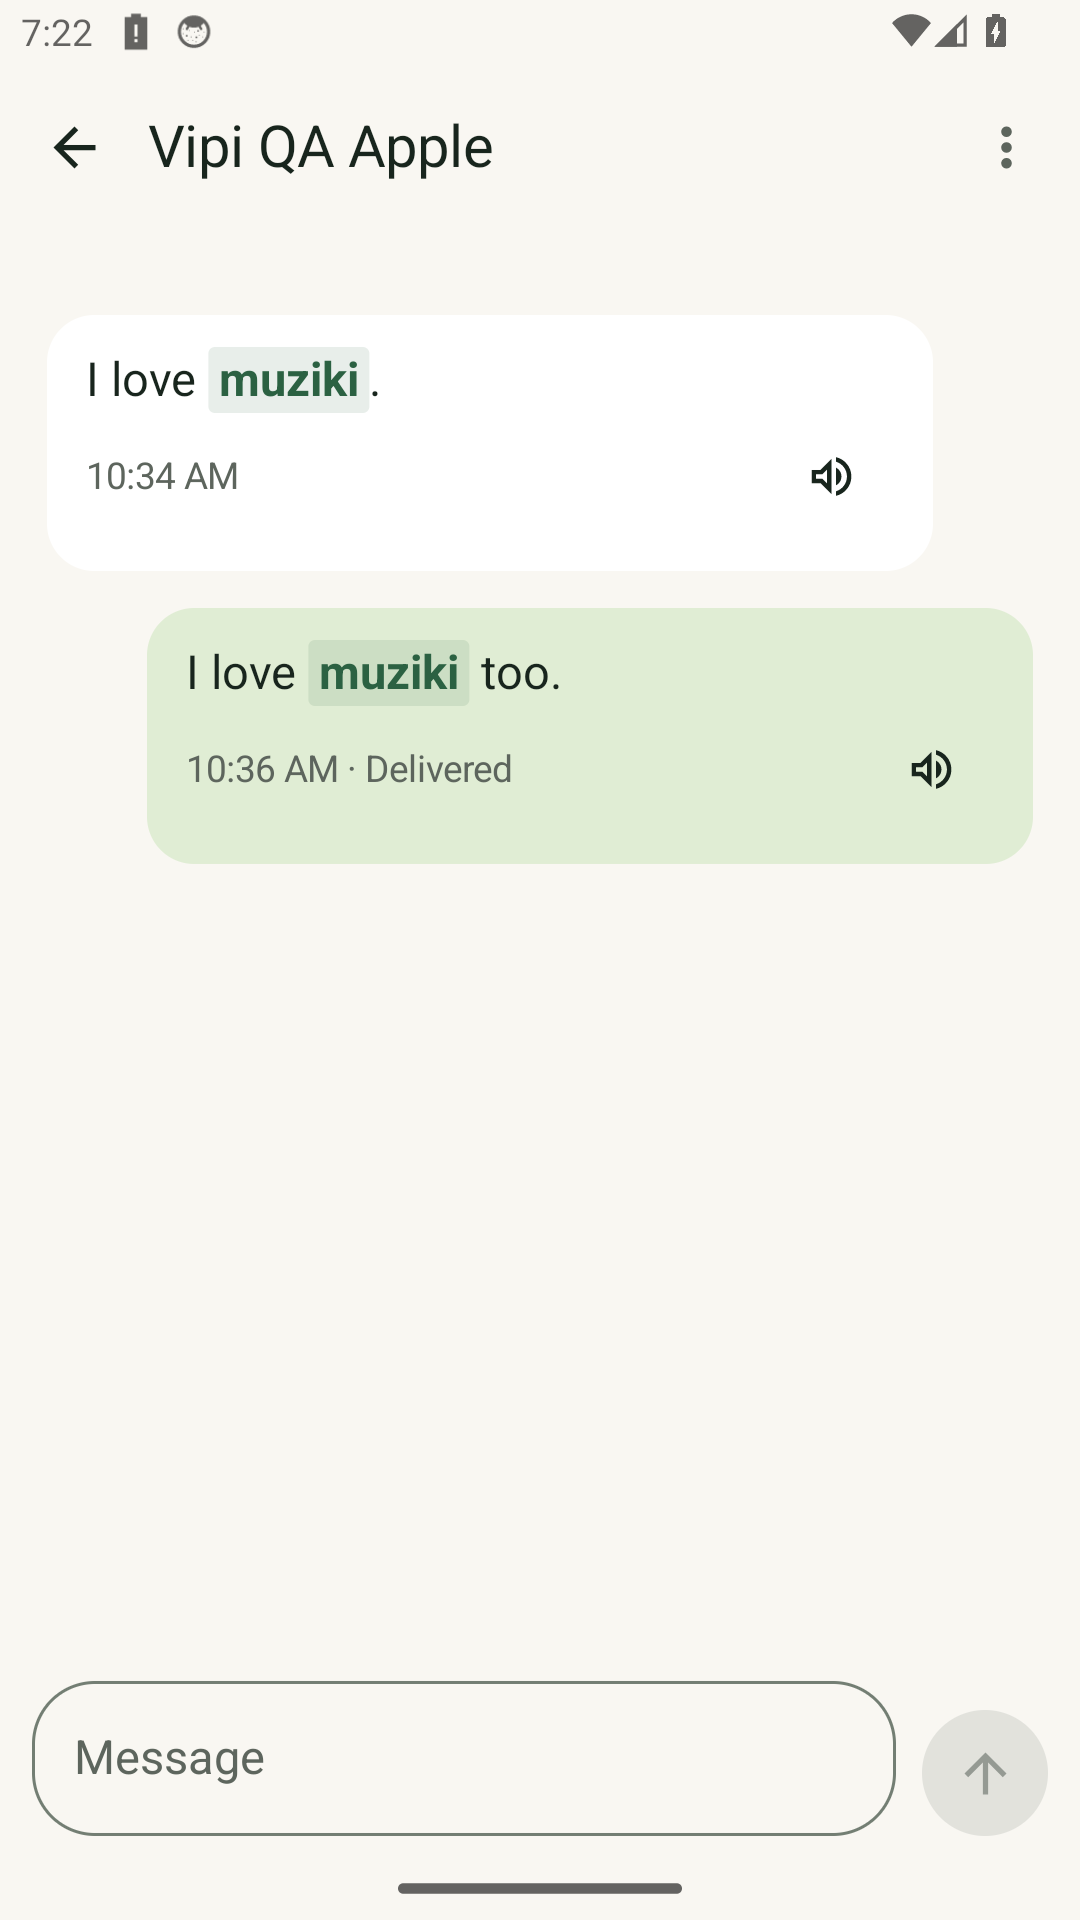 7:22
Vipi QA Apple
I love muziki.
10:34 AM
I love muziki too.
10:36 AM · Delivered
Message